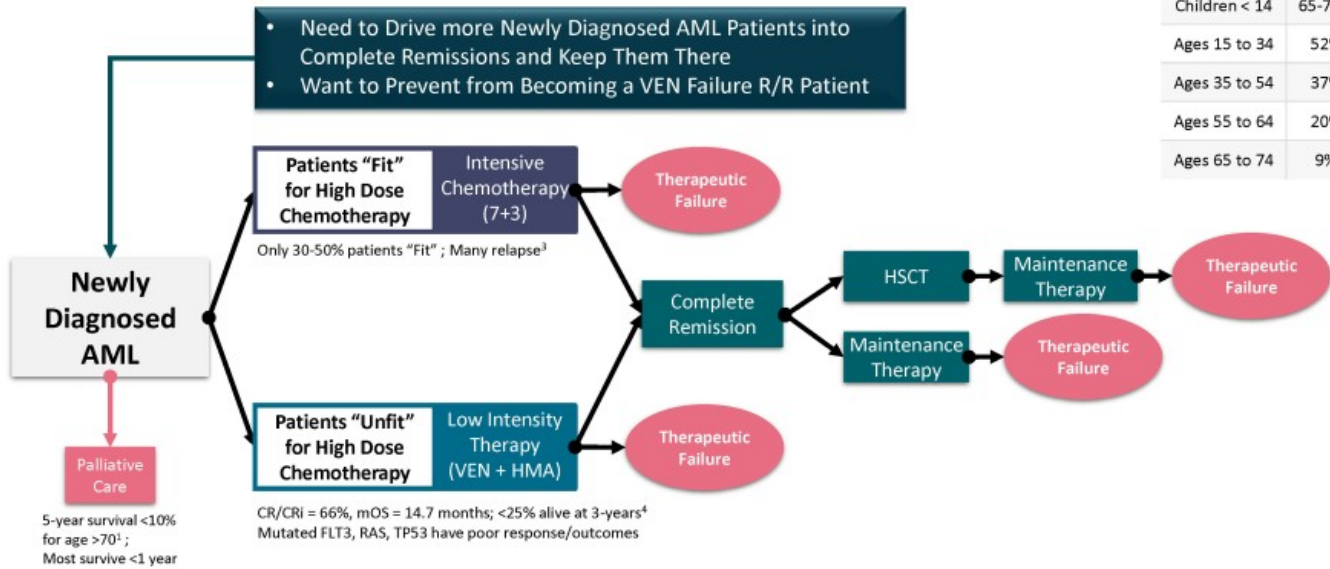 • Need to Drive more Newly Diagnosed AML Patients into
Complete Remissions and Keep Them There
• Want to Prevent from Becoming a VEN Failure R/R Patient
Children < 14 65-7
Ages 15 to 34 52
Ages 35 to 54 37
Ages 55 to 64 20
Ages 65 to 74 9%
Patients “Fit”
for High Dose
Chemotherapy
Intensive
Chemotherapy
(7+3)
Therapeutic
Failure
Only 30-50% patients “Fit” ; Many relapse³
Newly
Diagnosed
AML
Complete
Remission
HSCT
Maintenance
Therapy
Therapeutic
Failure
Maintenance
Therapy
Therapeutic
Failure
Patients “Unfit”
for High Dose
Chemotherapy
Low Intensity
Therapy
(VEN + HMA)
Therapeutic
Failure
CR/CRi = 66%, mOS = 14.7 months; <25% alive at 3-years⁴
Mutated FLT3, RAS, TP53 have poor response/outcomes
Palliative
Care
5-year survival <10%
for age >70¹ ;
Most survive <1 year